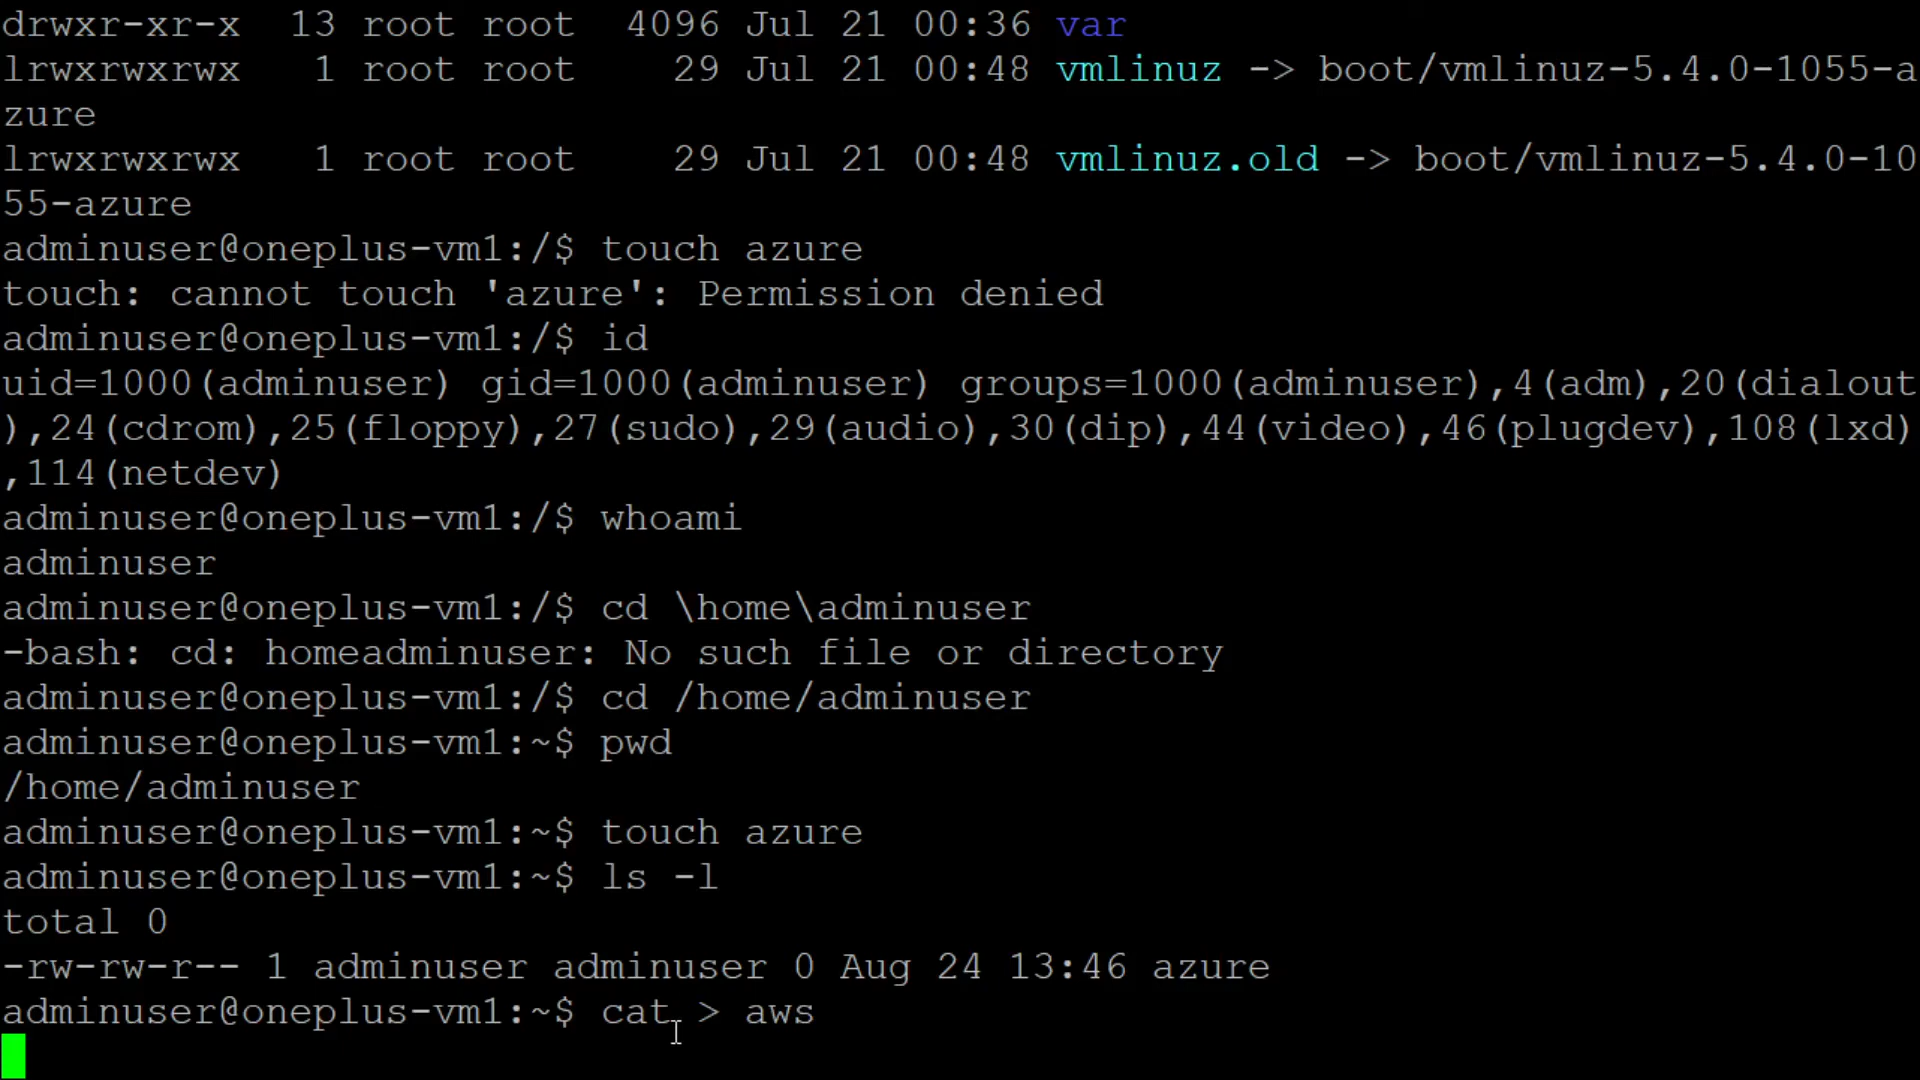 drwxr-xr-x  13 root root  4096 Jul 21 00:36 var
lrwxrwxrwx   1 root root    29 Jul 21 00:48 vmlinuz -> boot/vmlinuz-5.4.0-1055-a
zure
lrwxrwxrwx   1 root root    29 Jul 21 00:48 vmlinuz.old -> boot/vmlinuz-5.4.0-10
55-azure
adminuser@oneplus-vm1:/$ touch azure
touch: cannot touch 'azure': Permission denied
adminuser@oneplus-vm1:/$ id
uid=1000(adminuser) gid=1000(adminuser) groups=1000(adminuser),4(adm),20(dialout
),24(cdrom),25(floppy),27(sudo),29(audio),30(dip),44(video),46(plugdev),108(lxd)
,114(netdev)
adminuser@oneplus-vm1:/$ whoami
adminuser
adminuser@oneplus-vm1:/$ cd \home\adminuser
-bash: cd: homeadminuser: No such file or directory
adminuser@oneplus-vm1:/$ cd /home/adminuser
adminuser@oneplus-vm1:~$ pwd
/home/adminuser
adminuser@oneplus-vm1:~$ touch azure
adminuser@oneplus-vm1:~$ ls -l
total 0
-rw-rw-r-- 1 adminuser adminuser 0 Aug 24 13:46 azure
adminuser@oneplus-vm1:~$ cat > aws